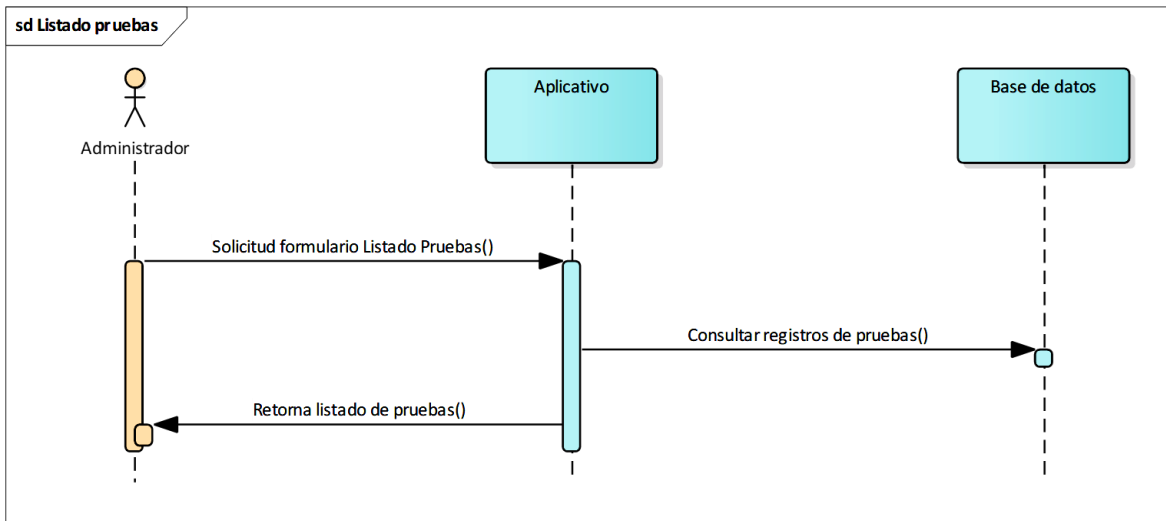 sd Listado pruebas
Aplicativo
Base de datos
Administrador
Solicitud formulario Listado Pruebas()
Consultar registros de pruebas()
Retorna listado de pruebas()